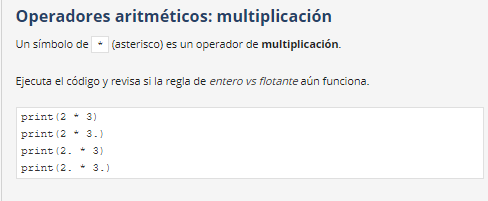 Operadores aritméticos: multiplicación
Un símbolo de * (asterisco) es un operador de multiplicación.
Ejecuta el código y revisa si la regla de entero vs flotante aún funciona.
print(2 * 3)
print(2 * 3.)
print(2. * 3)
print(2. * 3.)